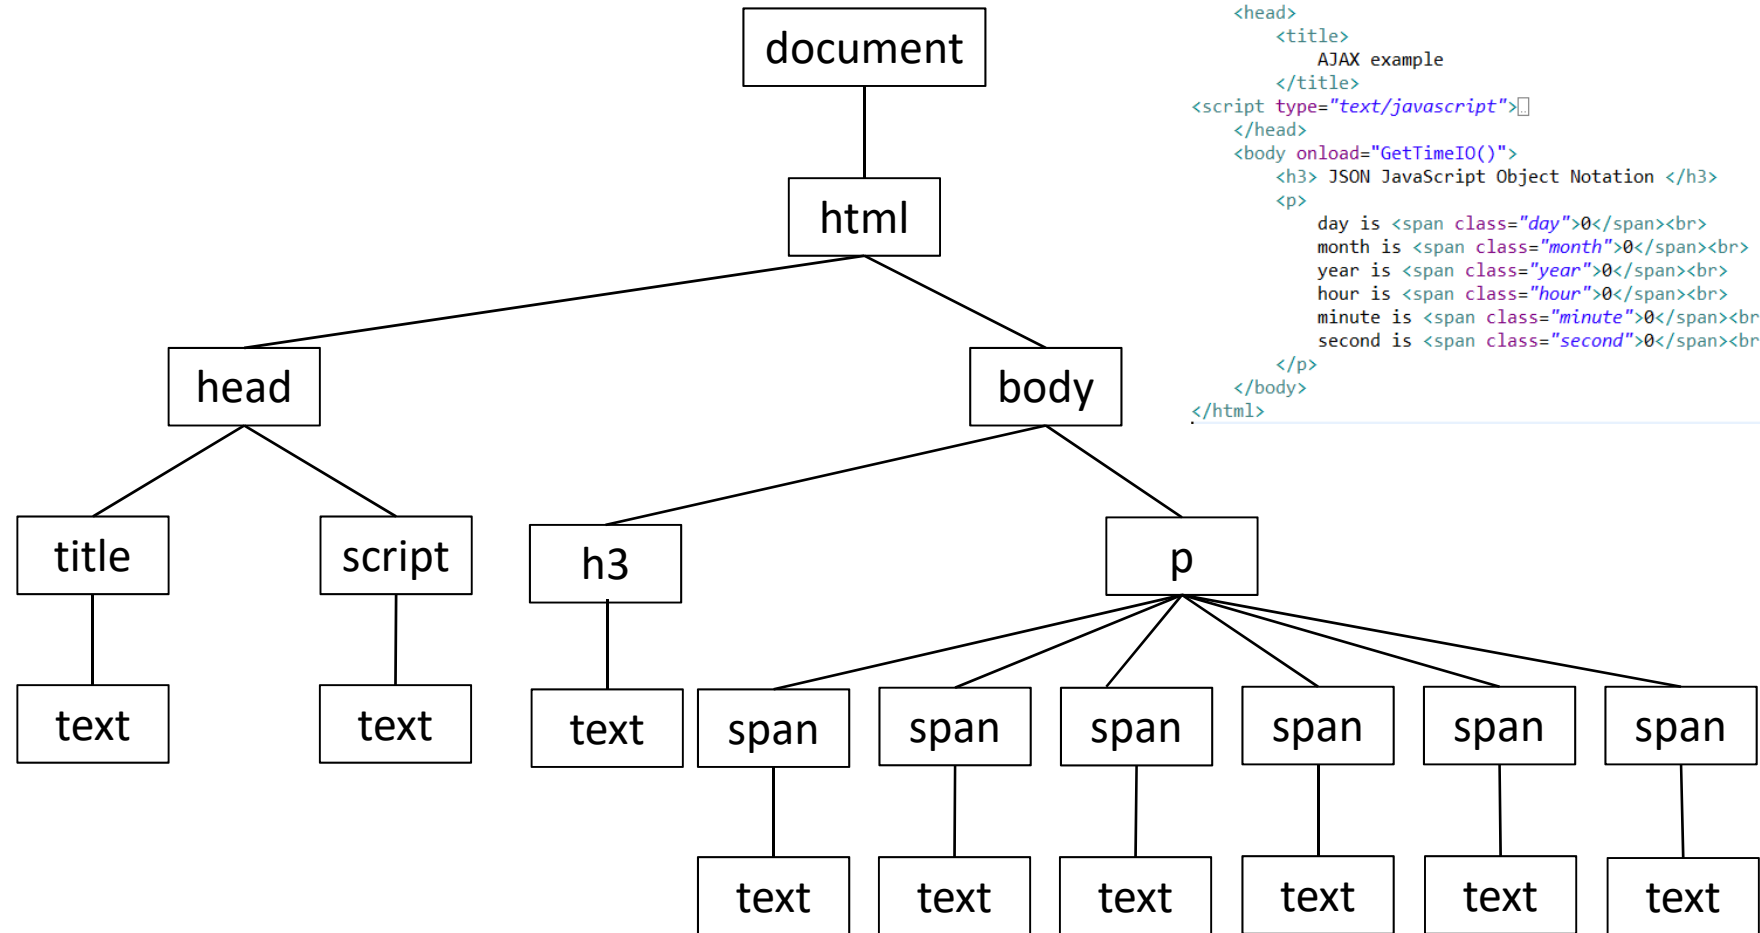 document
<head>
<title>
AJAX example
</title>
<script type="text/javascript">
</head>
<body onload="GetTimeIO()">
<h3> JSON JavaScript Object Notation </h3>
<p>
day is <span class="day">0</span><br>
month is <span class="month">0</span><br>
year is <span class="year">0</span><br>
hour is <span class="hour">0</span><br>
minute is <span class="minute">0</span><br
second is <span class="second">0</span><br
</p>
</body>
</html>
html
head
body
title
script
h3
p
text
text
text
span
span
span
span
span
span
text
text
text
text
text
text